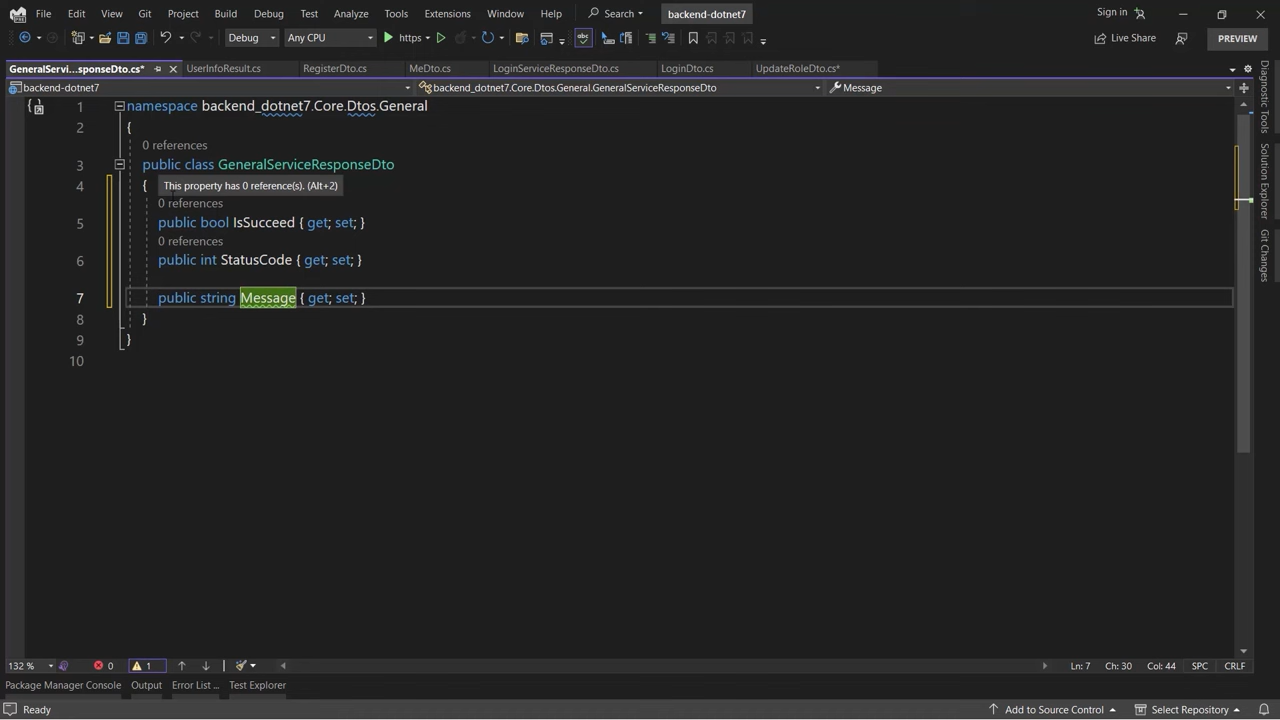 File Edit View Git Project Build Debug Test Analyze Tools Extensions Window Help Search backend-dotnet7 Sign in
Debug Any CPU https Live Share PREVIEW
GeneralServi...sponseDto.cs* UserInfoResult.cs RegisterDto.cs MeDto.cs LoginServiceResponseDto.cs LoginDto.cs UpdateRoleDto.cs*
backend-dotnet7 backend_dotnet7.Core.Dtos.General.GeneralServiceResponseDto Message
1 namespace backend_dotnet7.Core.Dtos.General
2 {
0 references
3 public class GeneralServiceResponseDto
4 { This property has 0 reference(s). (Alt+2)
0 references
5 public bool IsSucceed { get; set; }
0 references
6 public int StatusCode { get; set; }
7 public string Message { get; set; }
8 }
9 }
10
Diagnostic Tools
Solution Explorer
Git Changes
132 % 0 1 Ln: 7 Ch: 30 Col: 44 SPC CRLF
Package Manager Console Output Error List ... Test Explorer
Ready Add to Source Control Select Repository